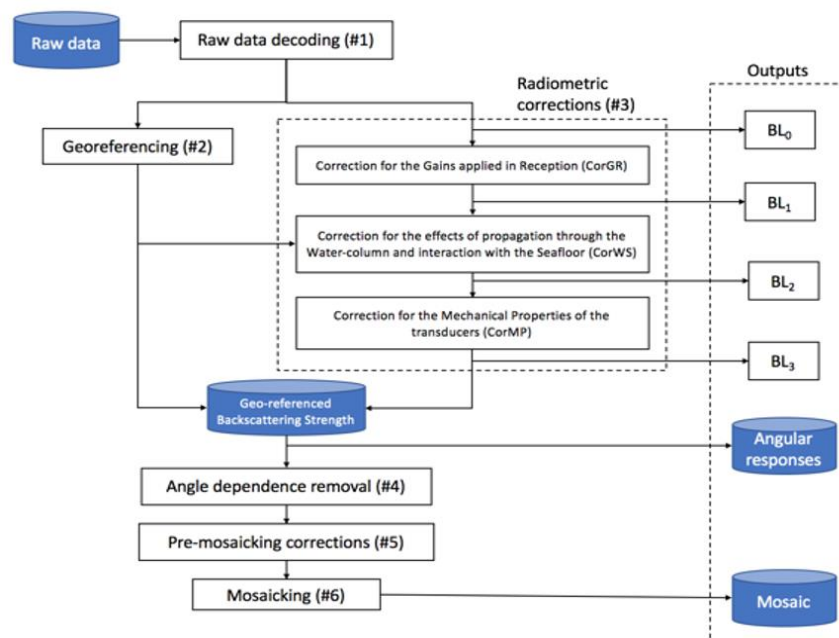 Raw data
Raw data decoding (#1)
Outputs
Radiometric
corrections (#3)
Georeferencing (#2)
BL0
Correction for the Gains applied in Reception (CorGR)
BL1
Correction for the effects of propagation through the
Water-column and interaction with the Seafloor (CorWS)
BL2
Correction for the Mechanical Properties of the
transducers (CorMP)
BL3
Geo-referenced
Backscattering Strength
Angular
responses
Angle dependence removal (#4)
Pre-mosaicking corrections (#5)
Mosaicking (#6)
Mosaic